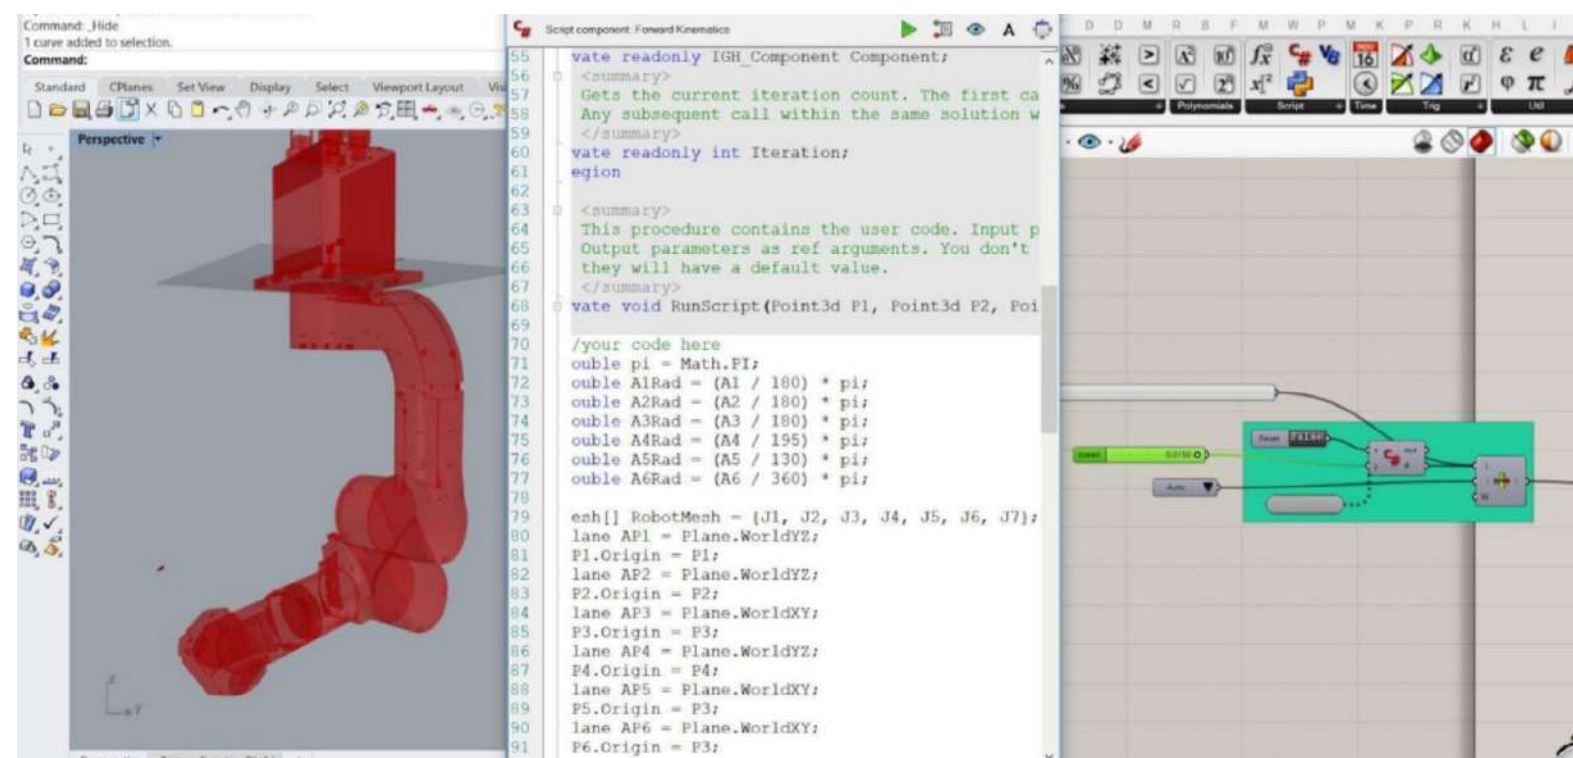 Command: _Hide
1 curve added to selection.
Command:
Standard CPlanes Set View Display Select Viewport Layout
Perspective
z
x y
Script component: Forward Kinematics
55 vate readonly IGH_Component Component;
56 <summary>
57 Gets the current iteration count. The first ca
58 Any subsequent call within the same solution w
59 </summary>
60 vate readonly int Iteration;
61 egion
62
63 <summary>
64 This procedure contains the user code. Input p
65 Output parameters as ref arguments. You don't
66 they will have a default value.
67 </summary>
68 vate void RunScript(Point3d P1, Point3d P2, Poi
69
70 /your code here
71 ouble pi = Math.PI;
72 ouble A1Rad = (A1 / 180) * pi;
73 ouble A2Rad = (A2 / 180) * pi;
74 ouble A3Rad = (A3 / 180) * pi;
75 ouble A4Rad = (A4 / 195) * pi;
76 ouble A5Rad = (A5 / 130) * pi;
77 ouble A6Rad = (A6 / 360) * pi;
78
79 esh[] RobotMesh = {J1, J2, J3, J4, J5, J6, J7};
80 lane AP1 = Plane.WorldYZ;
81 P1.Origin = P1;
82 lane AP2 = Plane.WorldYZ;
83 P2.Origin = P2;
84 lane AP3 = Plane.WorldXY;
85 P3.Origin = P3;
86 lane AP4 = Plane.WorldYZ;
87 P4.Origin = P4;
88 lane AP5 = Plane.WorldXY;
89 P5.Origin = P3;
90 lane AP6 = Plane.WorldXY;
91 P6.Origin = P3;
D D M R B F M W P M K P R K H L I
Polynomials Script Time Trig Util
Reset False
speed 0.0150
Auto